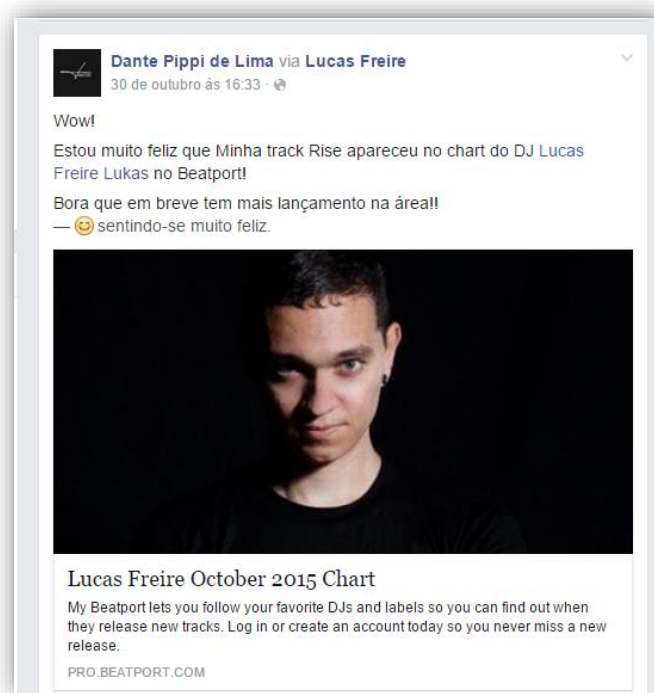 Dante Pippi de Lima via Lucas Freire
30 de outubro às 16:33 ·
Wow!
Estou muito feliz que Minha track Rise apareceu no chart do DJ Lucas
Freire Lukas no Beatport!
Bora que em breve tem mais lançamento na área!!
— 😊 sentindo-se muito feliz.
Lucas Freire October 2015 Chart
My Beatport lets you follow your favorite DJs and labels so you can find out when
they release new tracks. Log in or create an account today so you never miss a new
release.
PRO.BEATPORT.COM